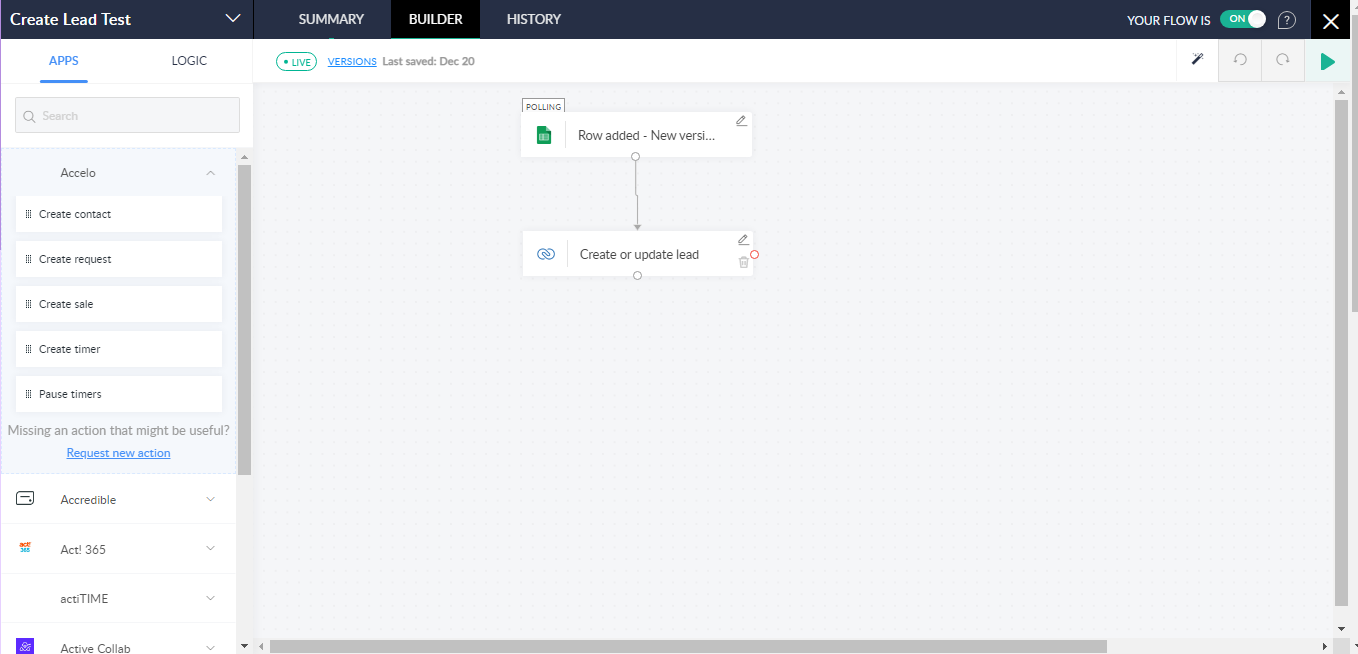 Create Lead Test
SUMMARY
BUILDER
HISTORY
YOUR FLOW IS
ON
?
APPS
LOGIC
LIVE
VERSIONS
Last saved: Dec 20
Search
POLLING
Row added - New versi...
Create or update lead
Accelo
Create contact
Create request
Create sale
Create timer
Pause timers
Missing an action that might be useful?
Request new action
Accredible
act!
365
Act! 365
actiTIME
Active Collab